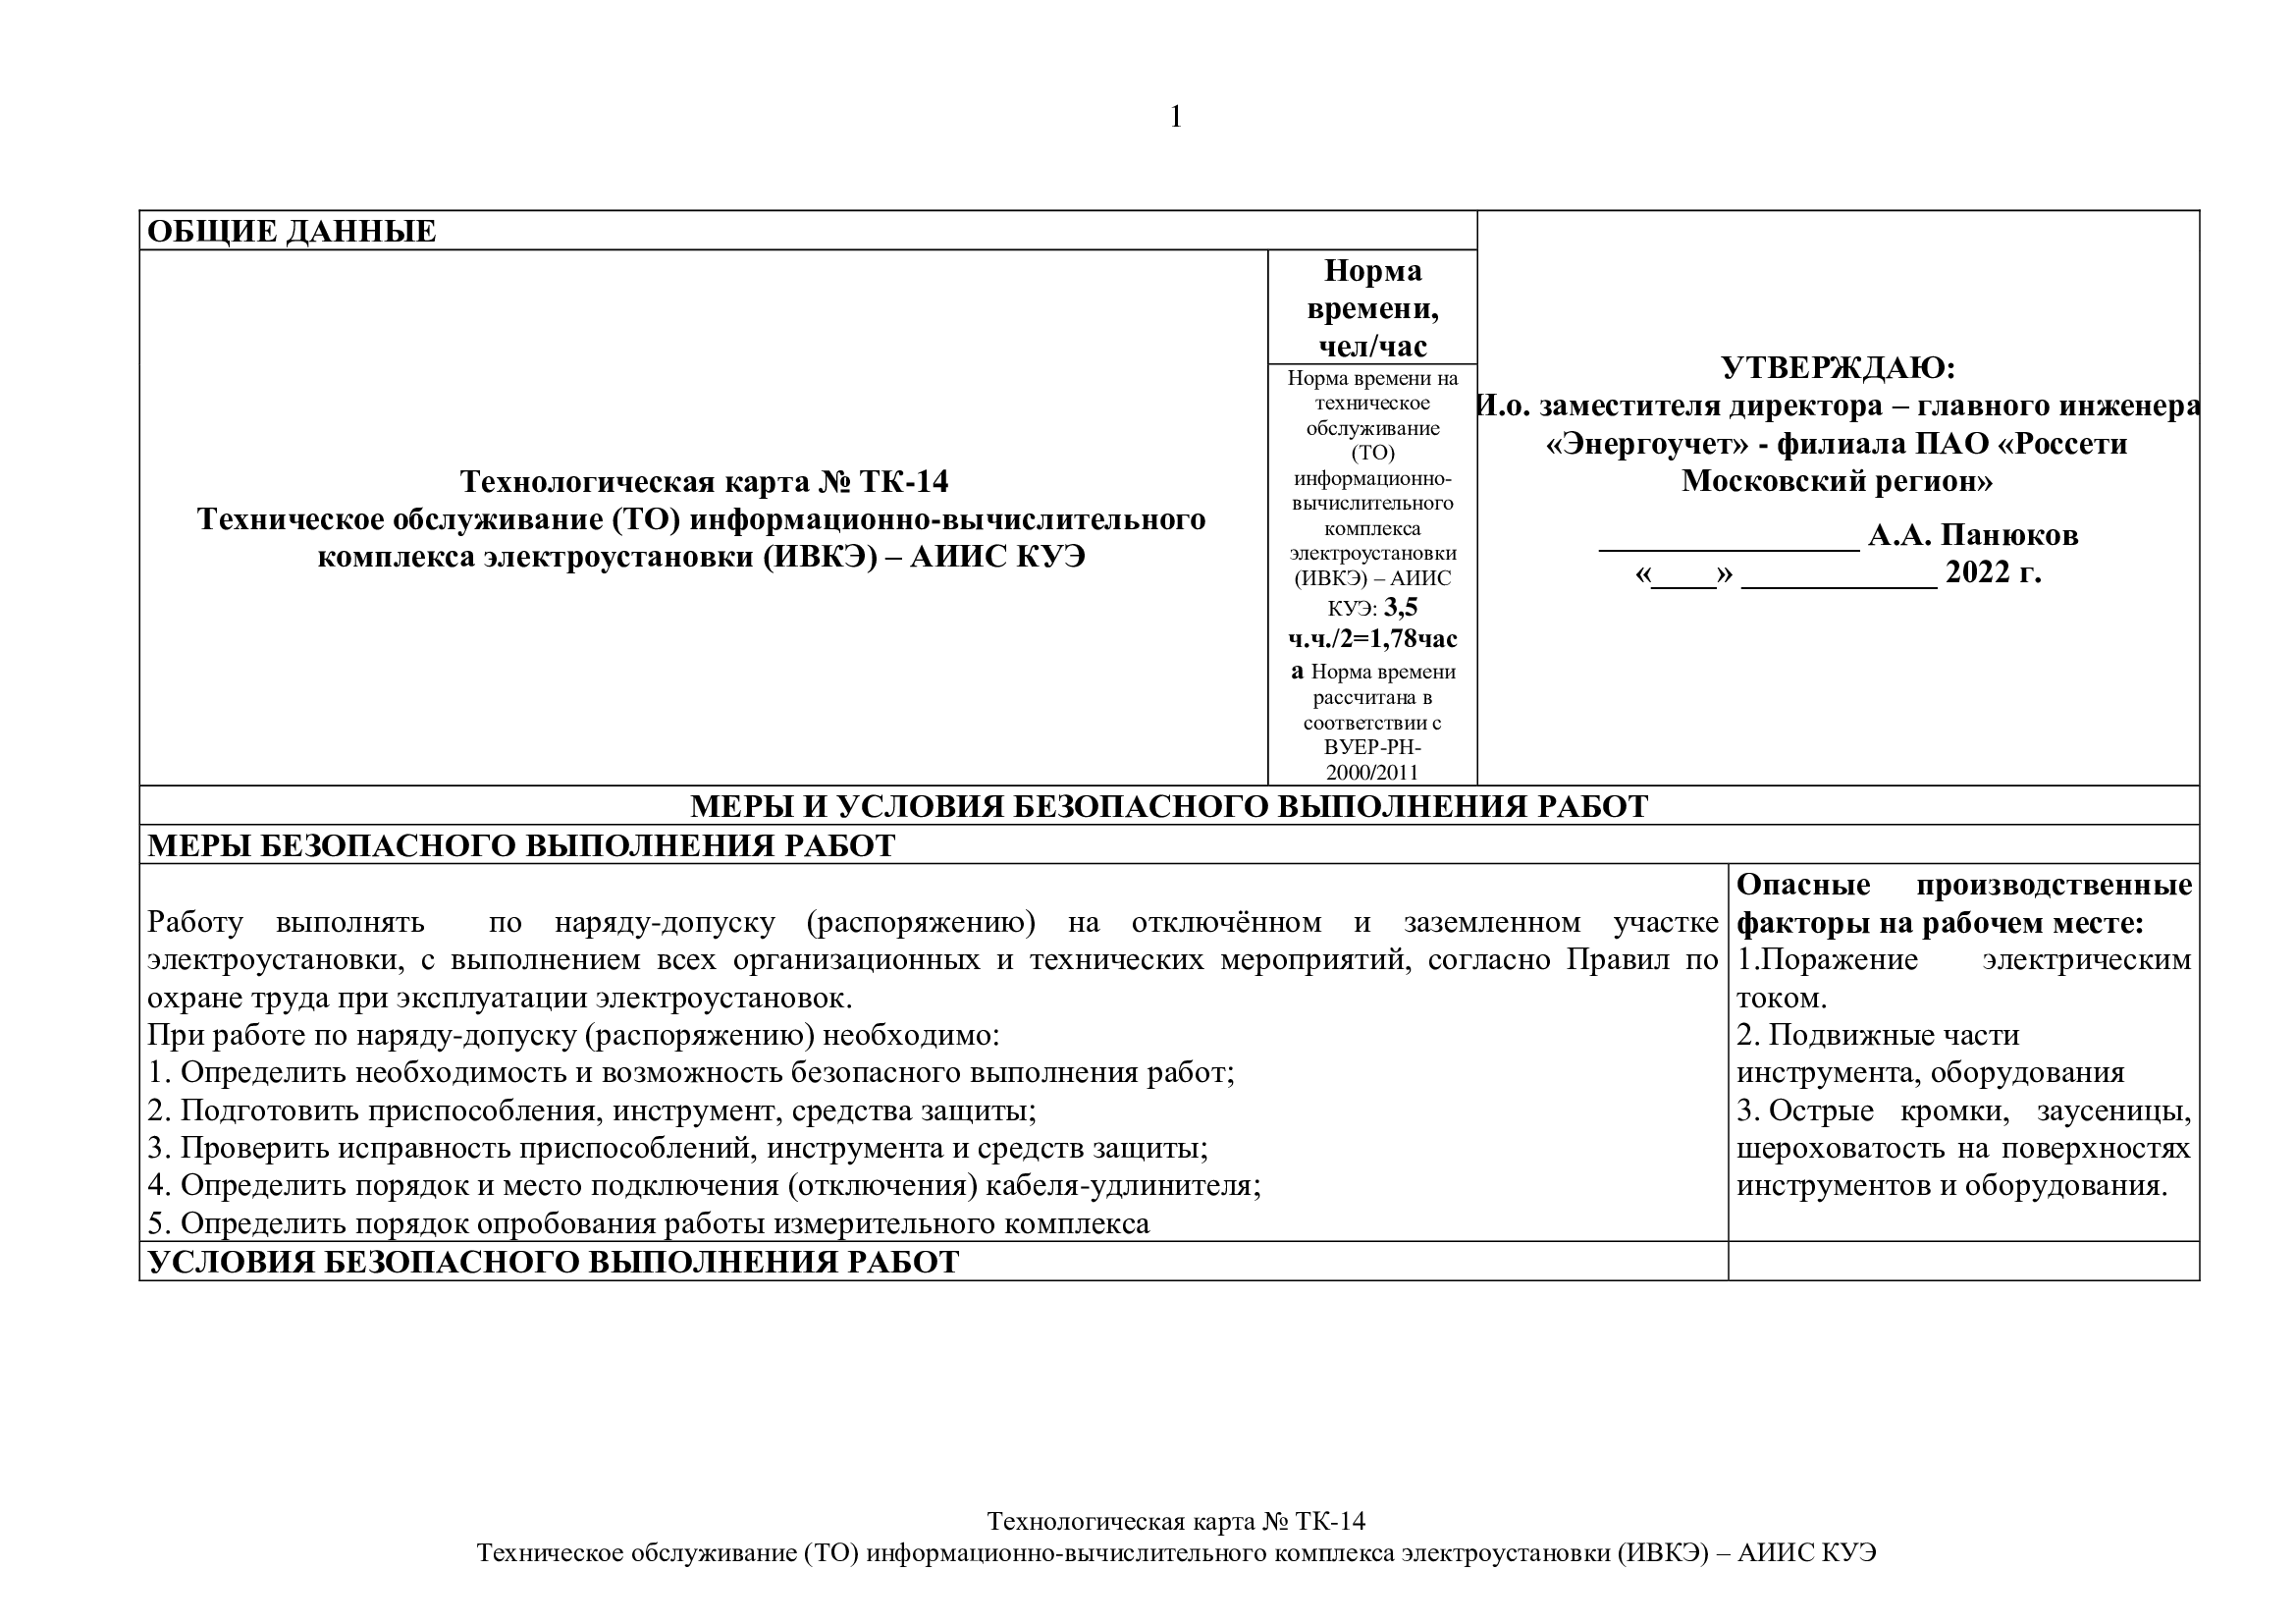 1
ОБЩИЕ ДАННЫЕ
Технологическая карта № ТК-14
Техническое обслуживание (ТО) информационно-вычислительного
комплекса электроустановки (ИВКЭ) – АИИС КУЭ
Норма
времени,
чел/час
Норма времени на
техническое
обслуживание
(ТО)
информационно-
вычислительного
комплекса
электроустановки
(ИВКЭ) – АИИС
КУЭ: 3,5
ч.ч./2=1,78час
а Норма времени
рассчитана в
соответствии с
ВУЕР-РН-
2000/2011
УТВЕРЖДАЮ:
И.о. заместителя директора – главного инженера
«Энергоучет» - филиала ПАО «Россети
Московский регион»
________________ А.А. Панюков
«____» ____________ 2022 г.
МЕРЫ И УСЛОВИЯ БЕЗОПАСНОГО ВЫПОЛНЕНИЯ РАБОТ
МЕРЫ БЕЗОПАСНОГО ВЫПОЛНЕНИЯ РАБОТ
Работу выполнять по наряду-допуску (распоряжению) на отключённом и заземленном участке
электроустановки, с выполнением всех организационных и технических мероприятий, согласно Правил по
охране труда при эксплуатации электроустановок.
При работе по наряду-допуску (распоряжению) необходимо:
1. Определить необходимость и возможность безопасного выполнения работ;
2. Подготовить приспособления, инструмент, средства защиты;
3. Проверить исправность приспособлений, инструмента и средств защиты;
4. Определить порядок и место подключения (отключения) кабеля-удлинителя;
5. Определить порядок опробования работы измерительного комплекса
Опасные производственные
факторы на рабочем месте:
1.Поражение электрическим
током.
2. Подвижные части
инструмента, оборудования
3. Острые кромки, заусеницы,
шероховатость на поверхностях
инструментов и оборудования.
УСЛОВИЯ БЕЗОПАСНОГО ВЫПОЛНЕНИЯ РАБОТ
Технологическая карта № ТК-14
Техническое обслуживание (ТО) информационно-вычислительного комплекса электроустановки (ИВКЭ) – АИИС КУЭ